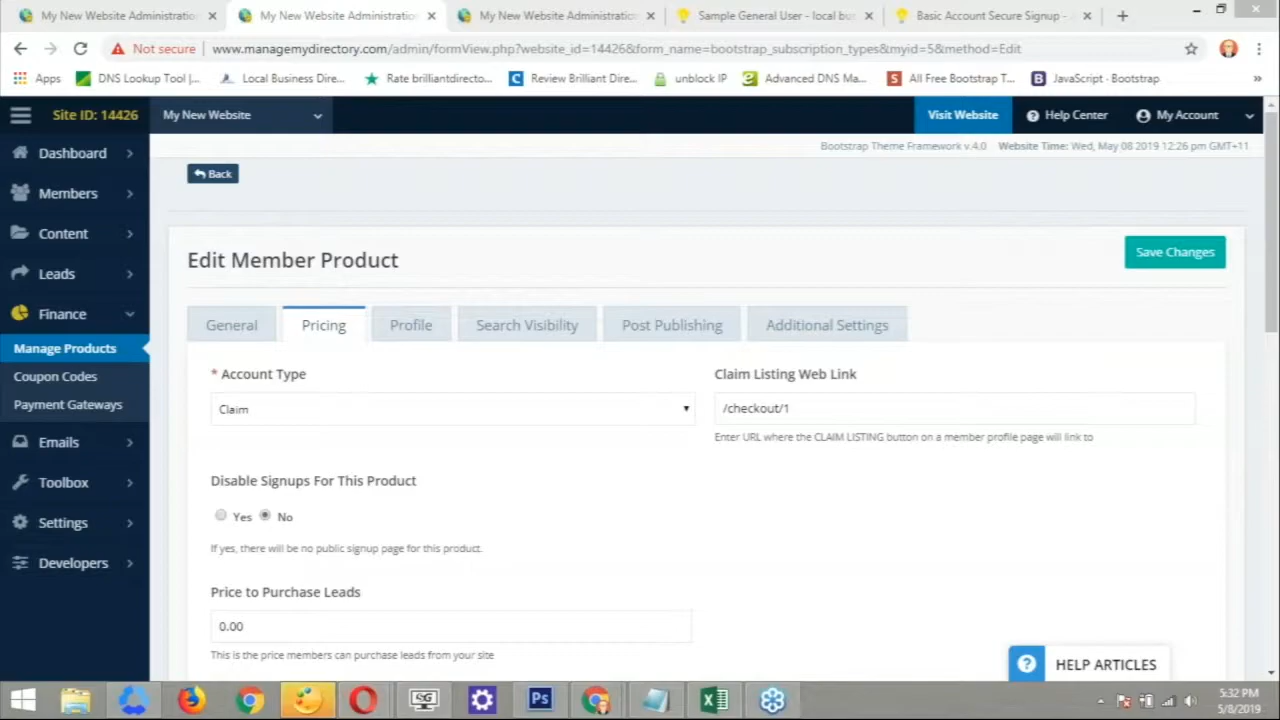 My New Website Administration
My New Website Administration
My New Website Administration
Sample General User - local bu
Basic Account Secure Signup -
Not secure
www.managemydirectory.com/admin/formView.php?website_id=14426&form_name=bootstrap_subscription_types&myid=5&method=Edit
Apps
DNS Lookup Tool |...
Local Business Dire...
Rate brilliantdirecto...
Review Brilliant Dire...
unblock IP
Advanced DNS Ma...
All Free Bootstrap T...
JavaScript · Bootstrap
»
Site ID: 14426
My New Website
Visit Website
Help Center
My Account
Bootstrap Theme Framework v.4.0
Website Time: Wed, May 08 2019 12:26 pm GMT+11
Dashboard
Members
Content
Leads
Finance
Manage Products
Coupon Codes
Payment Gateways
Emails
Toolbox
Settings
Developers
Back
Edit Member Product
Save Changes
General
Pricing
Profile
Search Visibility
Post Publishing
Additional Settings
* Account Type
Claim
Claim Listing Web Link
/checkout/1
Enter URL where the CLAIM LISTING button on a member profile page will link to
Disable Signups For This Product
Yes
No
If yes, there will be no public signup page for this product.
Price to Purchase Leads
0.00
This is the price members can purchase leads from your site
HELP ARTICLES
SG
Ps
5:32 PM
5/8/2019